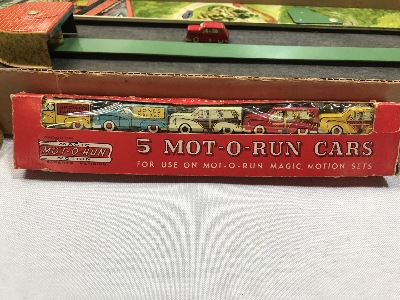 MOT-O-RUN
5 MOT-O-RUN CARS
FOR USE ON MOT-O-RUN MAGIC MOTION SETS